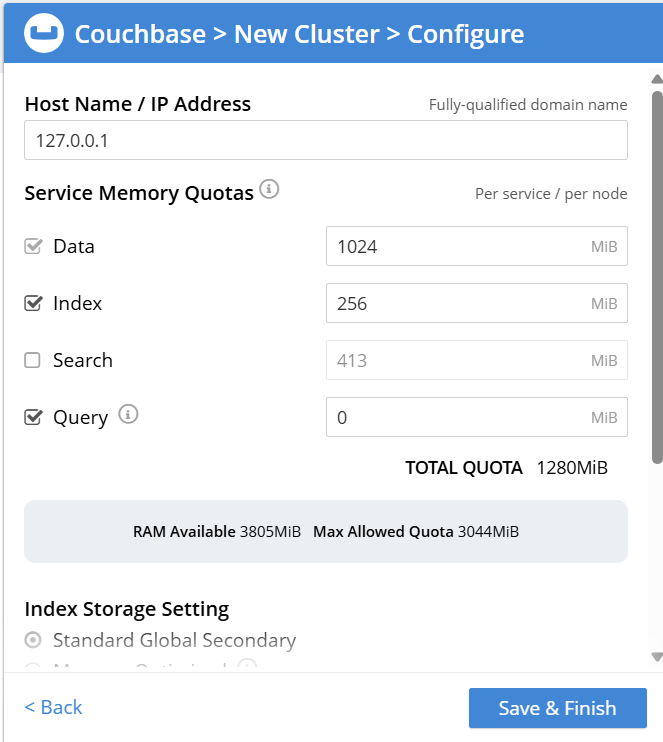 Couchbase > New Cluster > Configure
Host Name / IP Address Fully-qualified domain name
127.0.0.1
Service Memory Quotas Per service / per node
Data 1024 MiB
Index 256 MiB
Search 413 MiB
Query 0 MiB
TOTAL QUOTA 1280MiB
RAM Available 3805MiB Max Allowed Quota 3044MiB
Index Storage Setting
Standard Global Secondary
< Back Save & Finish